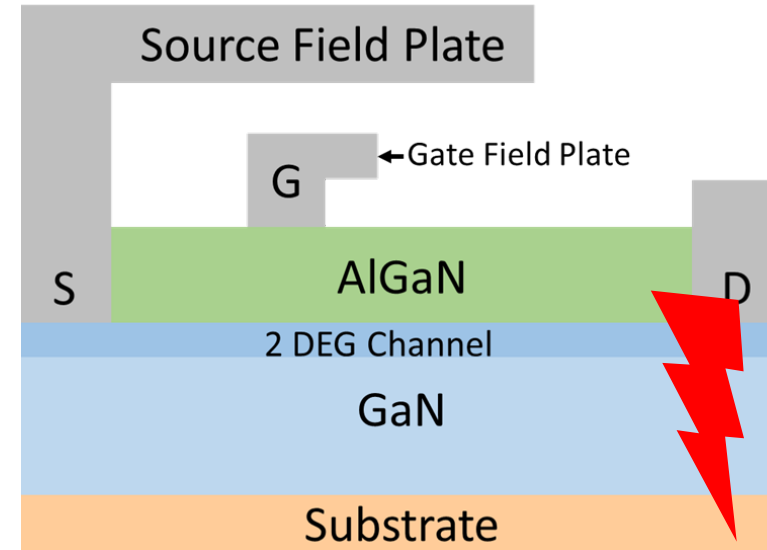 Source Field Plate
Gate Field Plate
G
AlGaN
S
D
2 DEG Channel
GaN
Substrate